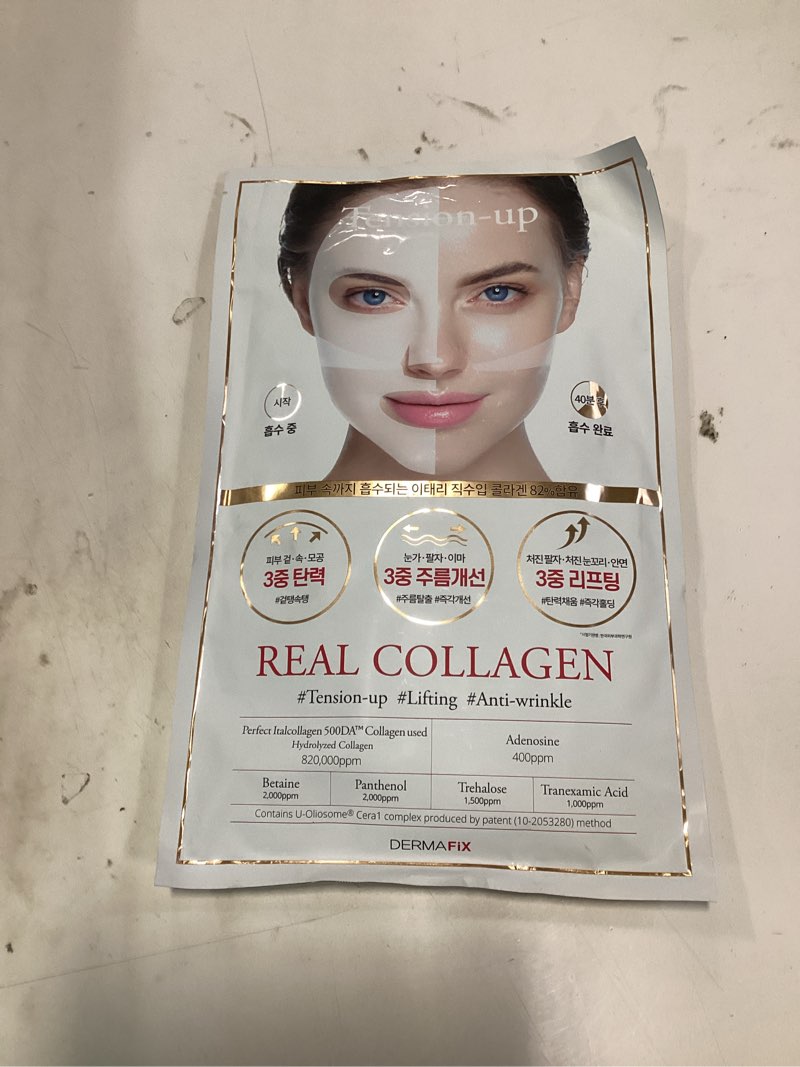 Tension-up
시작
흡수 중
40분 후
흡수 완료
피부 속까지 흡수되는 이태리 직수입 콜라겐 82% 함유
피부 겉·속·모공
3중 탄력
#겉탱속탱
눈가·팔자·이마
3중 주름개선
#주름탈출 #즉각개선
처진 팔자·처진 눈꼬리·안면
3중 리프팅
#탄력채움 #즉각홀딩
REAL COLLAGEN
#Tension-up #Lifting #Anti-wrinkle
Perfect Italcollagen 500DA™ Collagen used
Hydrolyzed Collagen
820,000ppm
Adenosine
400ppm
Betaine
2,000ppm
Panthenol
2,000ppm
Trehalose
1,500ppm
Tranexamic Acid
1,000ppm
Contains U-Oliosome® Cera1 complex produced by patent (10-2053280) method
DERMAFiX